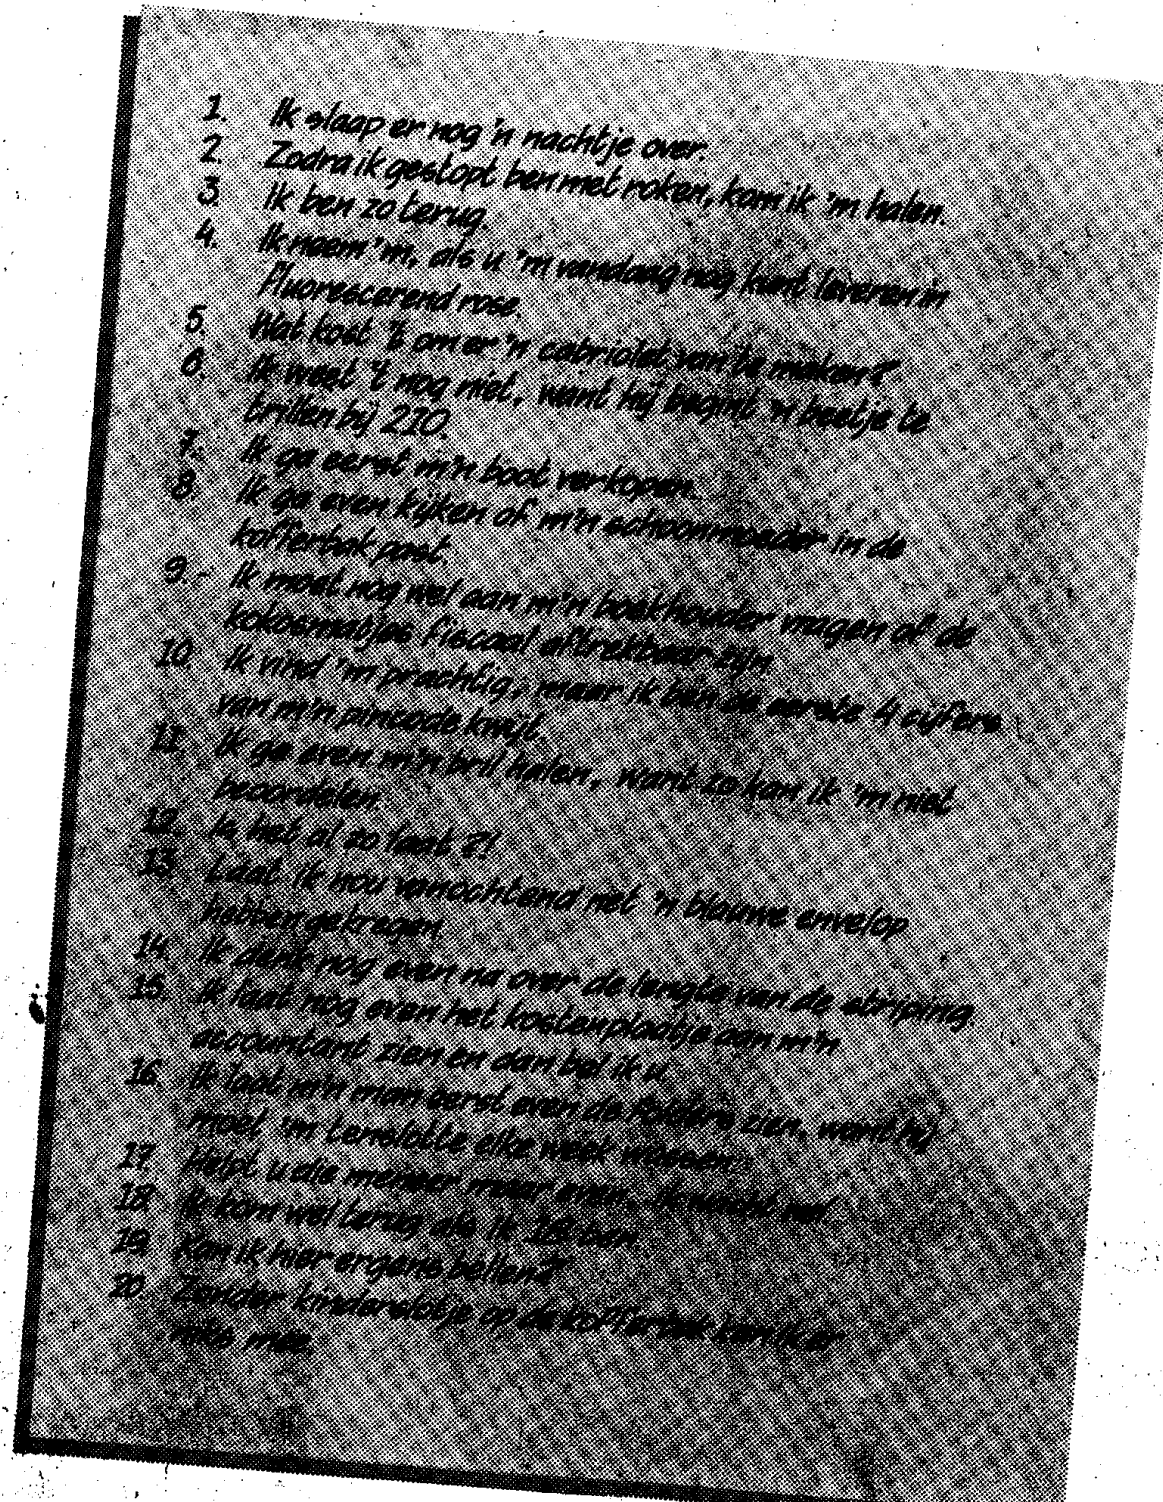 1. Ik slaap er nog 'n nachtje over.
2. Zodra ik gestopt ben met roken, kom ik 'm halen.
3. Ik ben zo terug.
4. Ik neem 'm, als u 'm vandaag nog kunt leveren in
fluorescerend rose.
5. Wat kost 't om er 'n cabriolet van te maken?
6. Ik weet 't nog niet, want hij begint 'n beetje te
trillen bij 210.
7. Ik ga eerst m'n boot verkopen.
8. Ik ga even kijken of m'n schoonmoeder in de
kofferbak past.
9. Ik moet nog wel aan m'n boekhouder vragen of de
kokosmatjes fiscaal aftrekbaar zijn.
10. Ik vind 'm prachtig, maar ik ben de eerste 4 cijfers
van m'n pincode kwijt.
11. Ik ga even m'n bril halen, want zo kan ik 'm niet
beoordelen.
12. Is het al zo laat?!
13. Laat ik nou vanochtend net 'n blauwe envelop
hebben gekregen.
14. Ik denk nog even na over de lengte van de striping.
15. Ik laat nog even het kostenplaatje aan m'n
accountant zien en dan bel ik u.
16. Ik laat m'n man eerst even de folders zien, want hij
moet 'm tenslotte elke week wassen.
17. Helpt u die meneer maar even, ik wacht wel.
18. Ik kom wel terug als ik 18 ben.
19. Kan ik hier ergens bellen?
20. Zonder kinderslotje op de kofferbak kan ik er
niks mee.